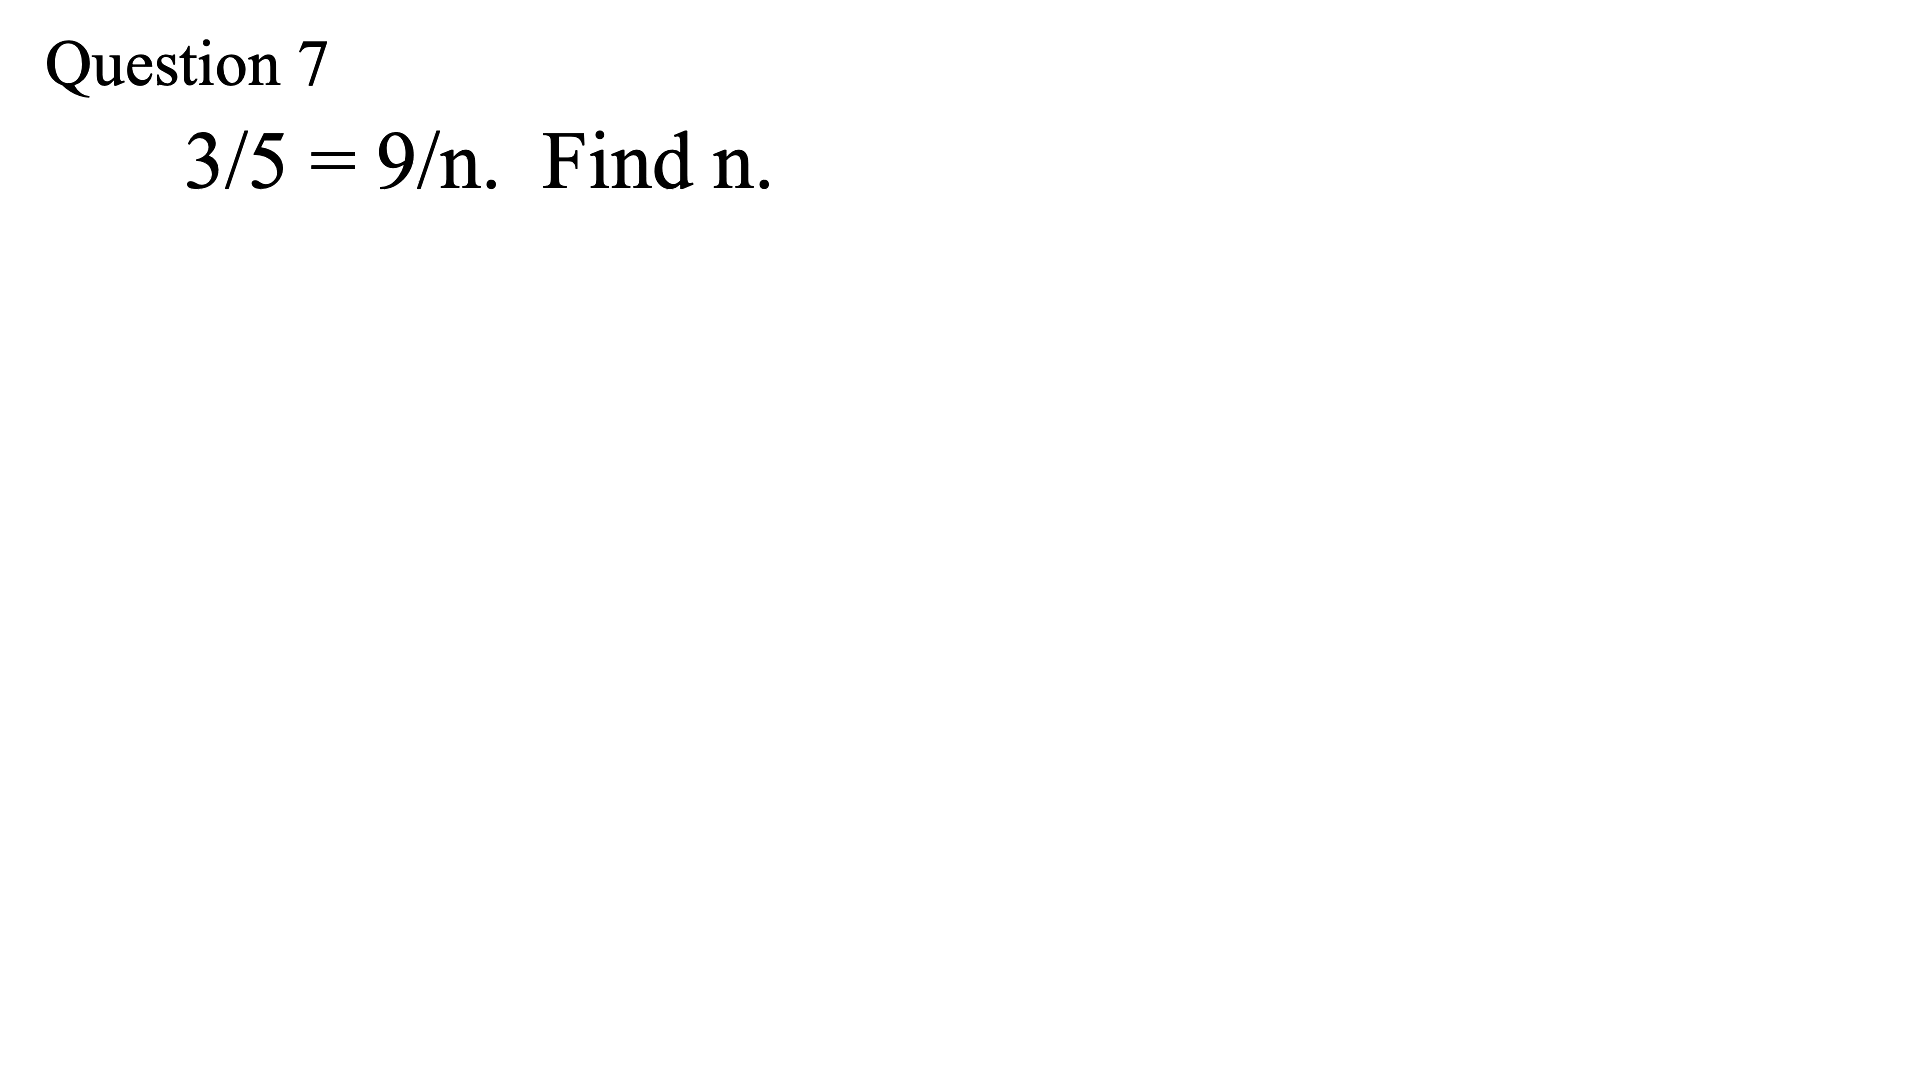 Question 7
3/5 = 9/n.  Find n.